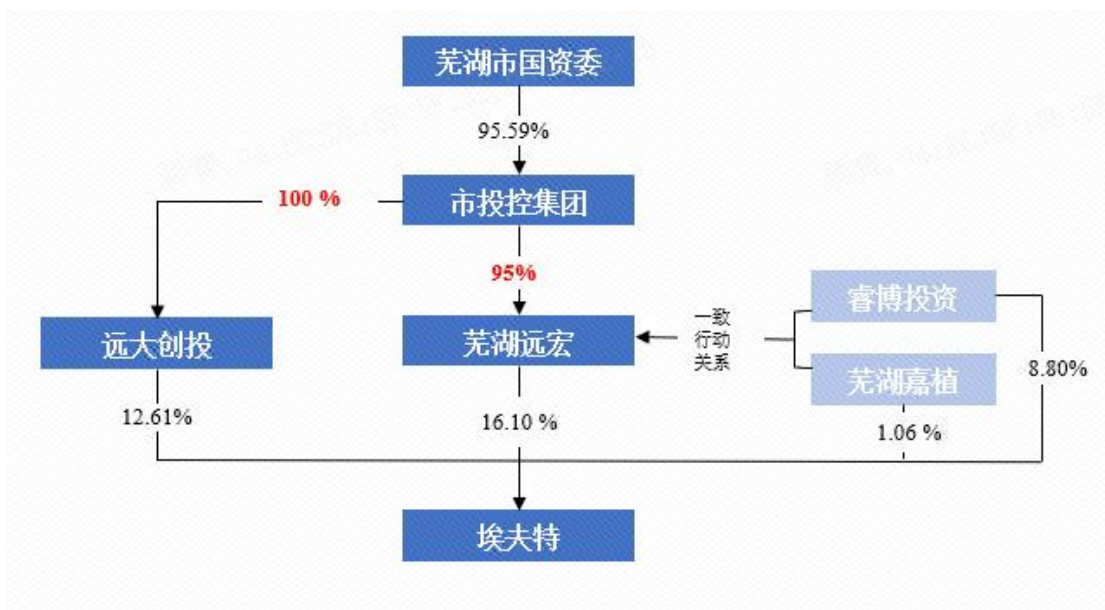 芜湖市国资委
95.59%
100 %
市投控集团
95%
远大创投
芜湖远宏
一致
行动
关系
睿博投资
芜湖嘉植
8.80%
12.61%
16.10 %
1.06 %
埃夫特